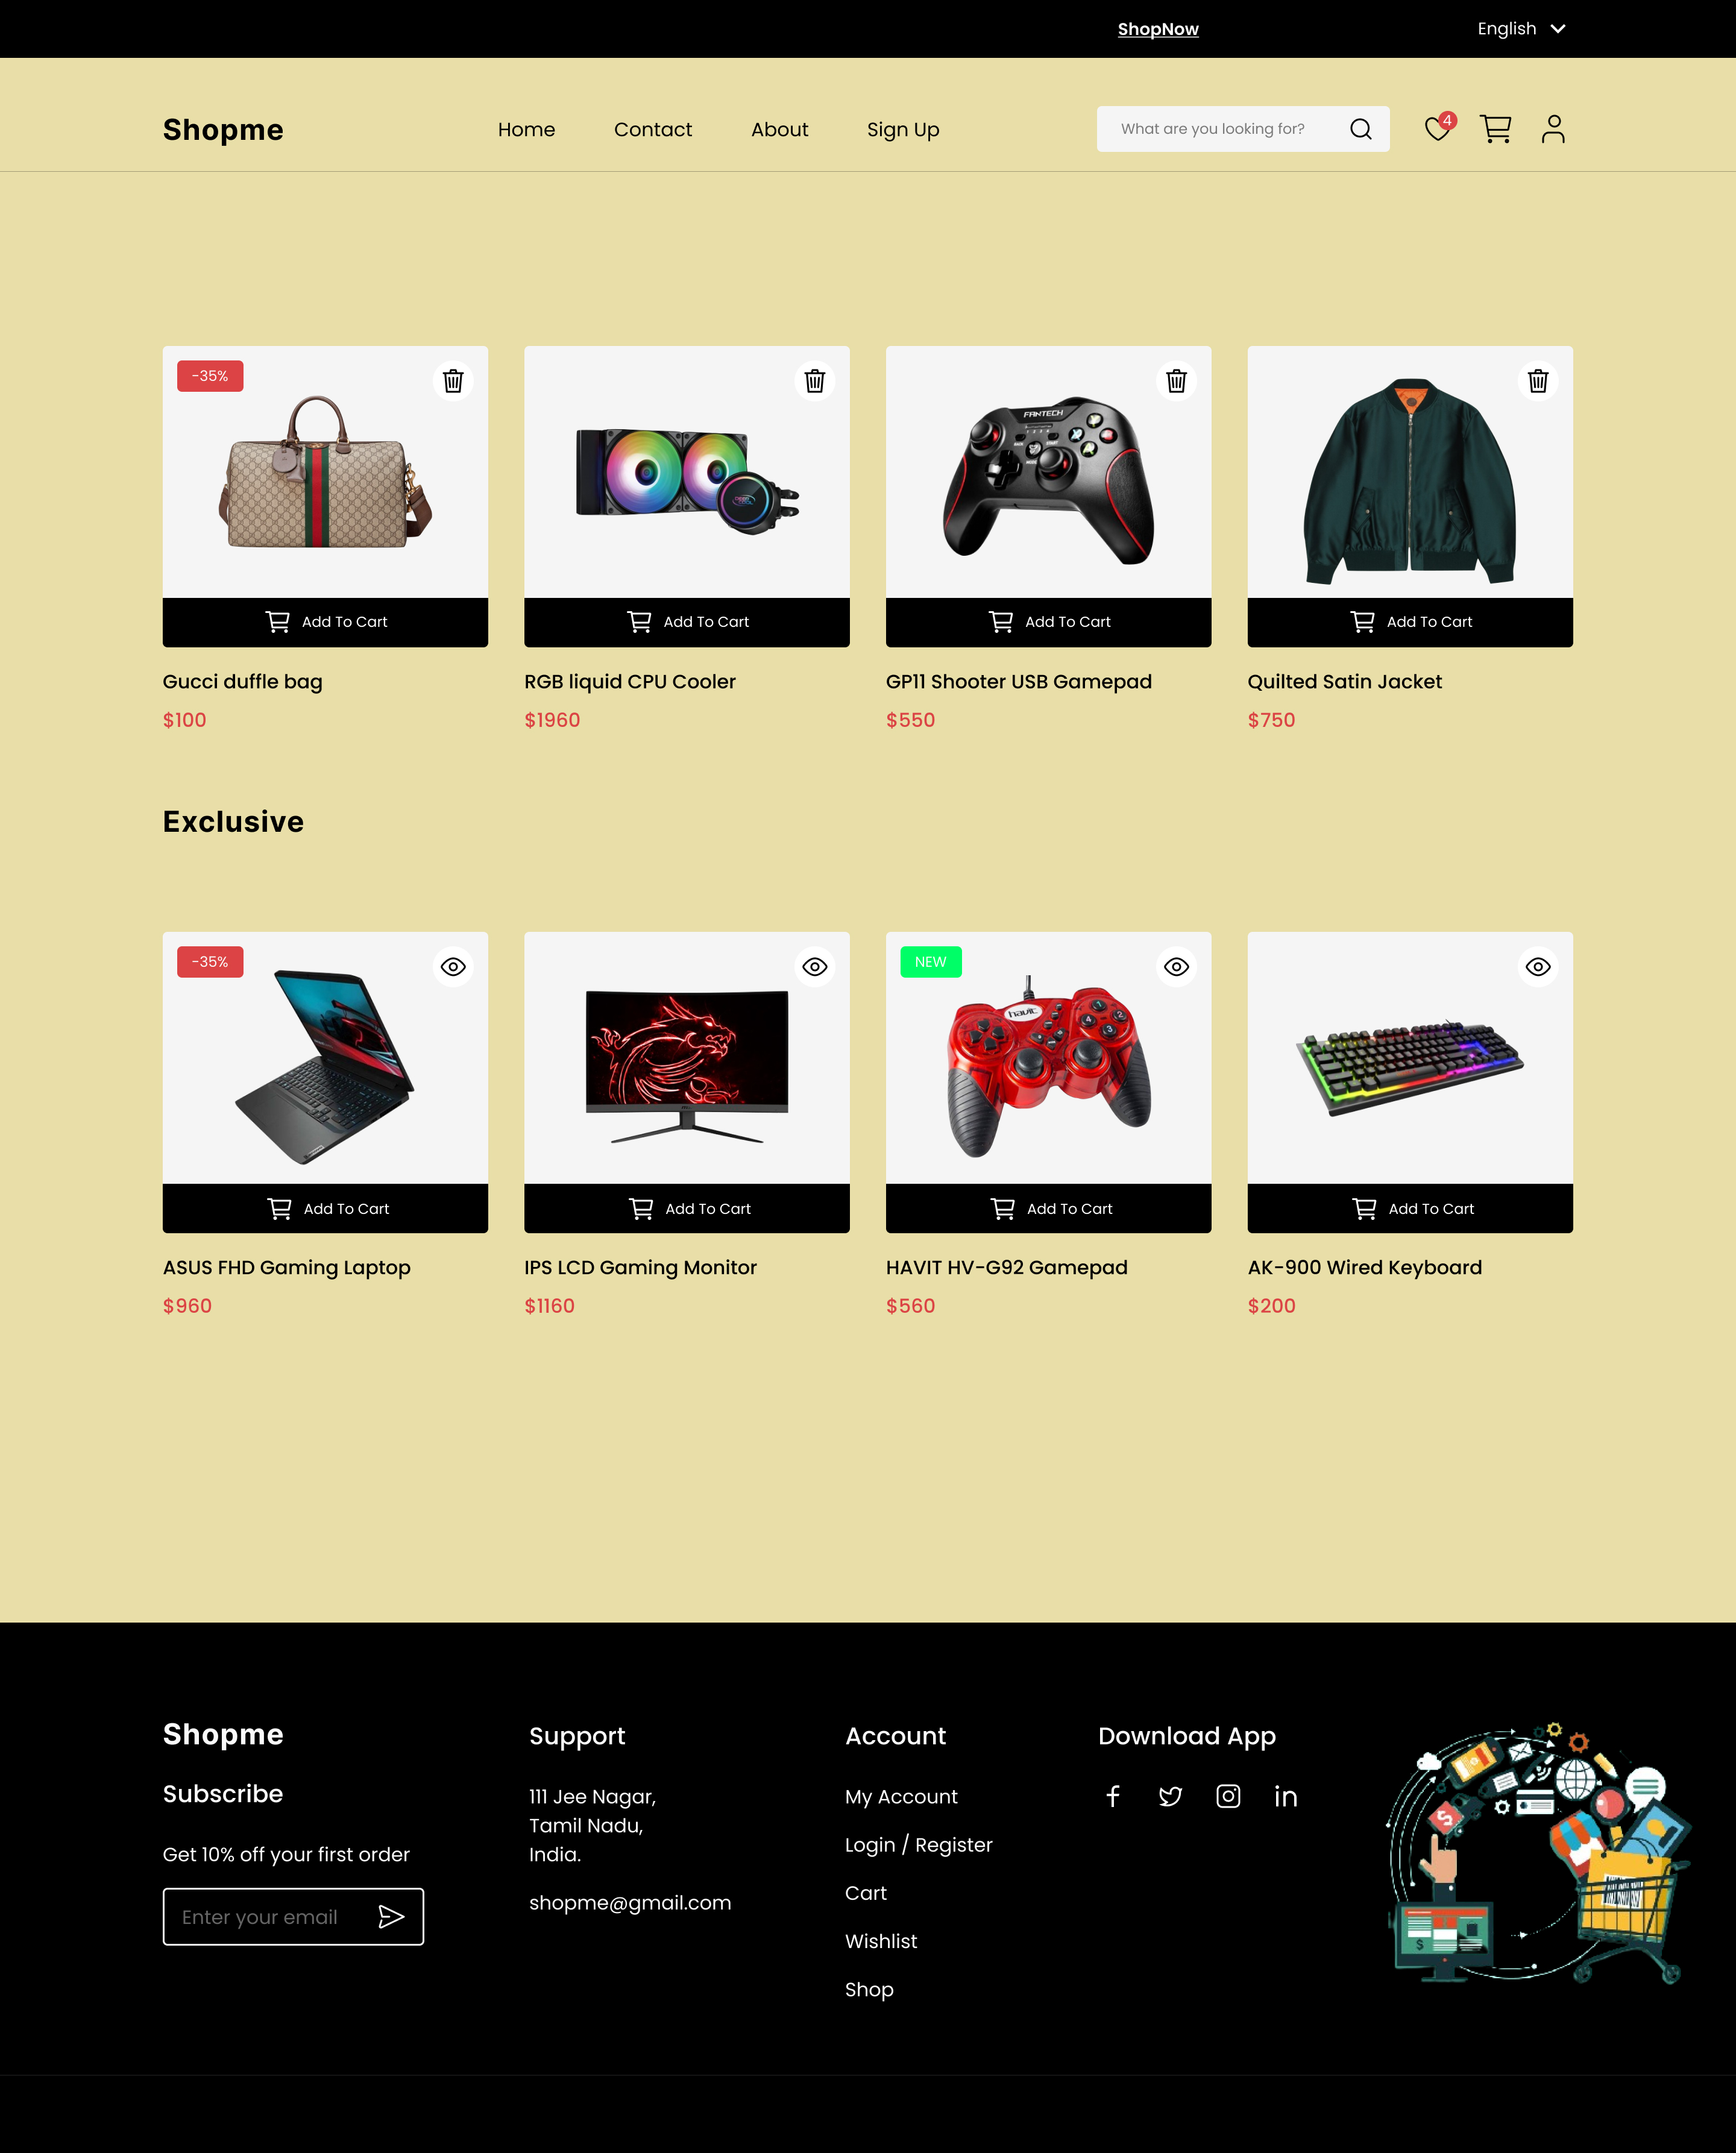 ShopNow
English
Shopme
Home
Contact
About
Sign Up
What are you looking for?
4
-35%
FANTECH
Add To Cart
Add To Cart
Add To Cart
Add To Cart
Gucci duffle bag
RGB liquid CPU Cooler
GP11 Shooter USB Gamepad
Quilted Satin Jacket
$100
$1960
$550
$750
Exclusive
-35%
NEW
havit
Add To Cart
Add To Cart
Add To Cart
Add To Cart
ASUS FHD Gaming Laptop
IPS LCD Gaming Monitor
HAVIT HV-G92 Gamepad
AK-900 Wired Keyboard
$960
$1160
$560
$200
Shopme
Subscribe
Get 10% off your first order
Enter your email
Support
111 Jee Nagar,
Tamil Nadu,
India.
shopme@gmail.com
Account
My Account
Login / Register
Cart
Wishlist
Shop
Download App